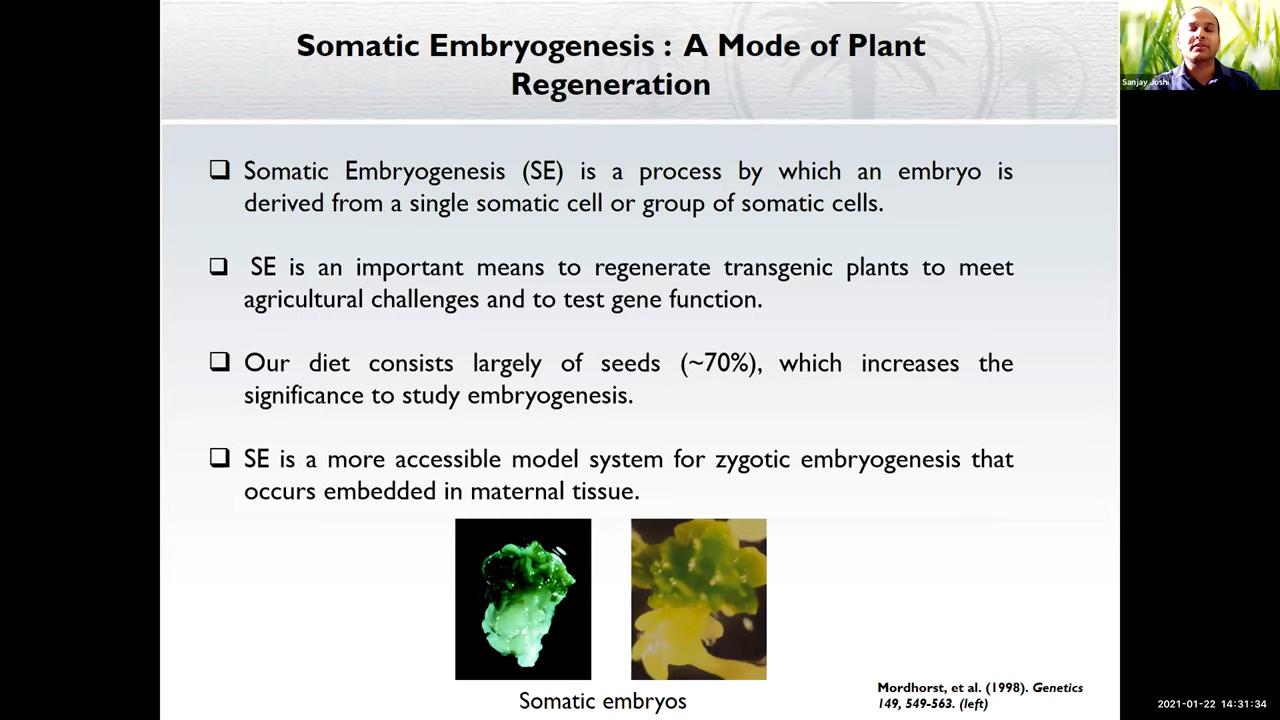 Somatic Embryogenesis : A Mode of Plant
Regeneration
Sanjay Joshi
❑ Somatic Embryogenesis (SE) is a process by which an embryo is
derived from a single somatic cell or group of somatic cells.
❑ SE is an important means to regenerate transgenic plants to meet
agricultural challenges and to test gene function.
❑ Our diet consists largely of seeds (~70%), which increases the
significance to study embryogenesis.
❑ SE is a more accessible model system for zygotic embryogenesis that
occurs embedded in maternal tissue.
Somatic embryos
Mordhorst, et al. (1998). Genetics
149, 549-563. (left)
2021-01-22 14:31:34